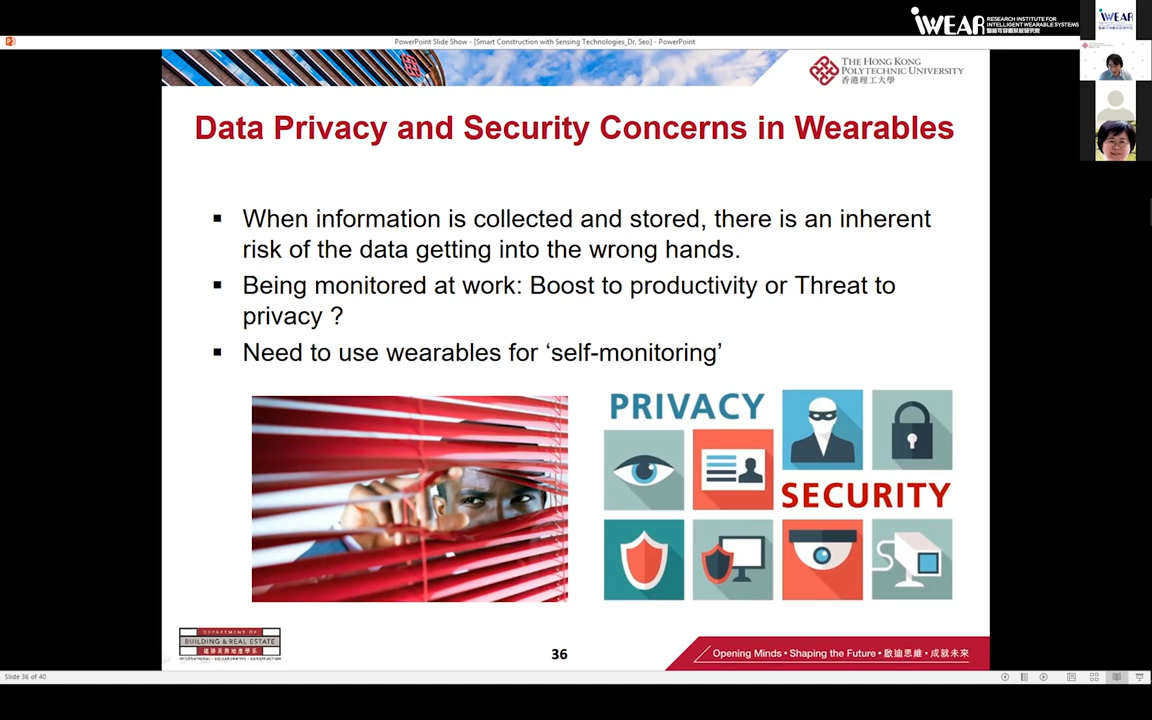 iWEAR RESEARCH INSTITUTE FOR
INTELLIGENT WEARABLE SYSTEMS
智能可穿戴系統研究院
iWEAR
PowerPoint Slide Show - [Smart Construction with Sensing Technologies_Dr. Seo] - PowerPoint
THE HONG KONG
POLYTECHNIC UNIVERSITY
香港理工大學
Data Privacy and Security Concerns in Wearables
▪ When information is collected and stored, there is an inherent
risk of the data getting into the wrong hands.
▪ Being monitored at work: Boost to productivity or Threat to
privacy ?
▪ Need to use wearables for ‘self-monitoring’
PRIVACY
SECURITY
DEPARTMENT OF
BUILDING & REAL ESTATE
建築及房地產學系
INTERNATIONAL • COLLABORATIVE • CONSTRUCTION
36
Opening Minds • Shaping the Future • 啟迪思維 • 成就未來
Slide 36 of 40